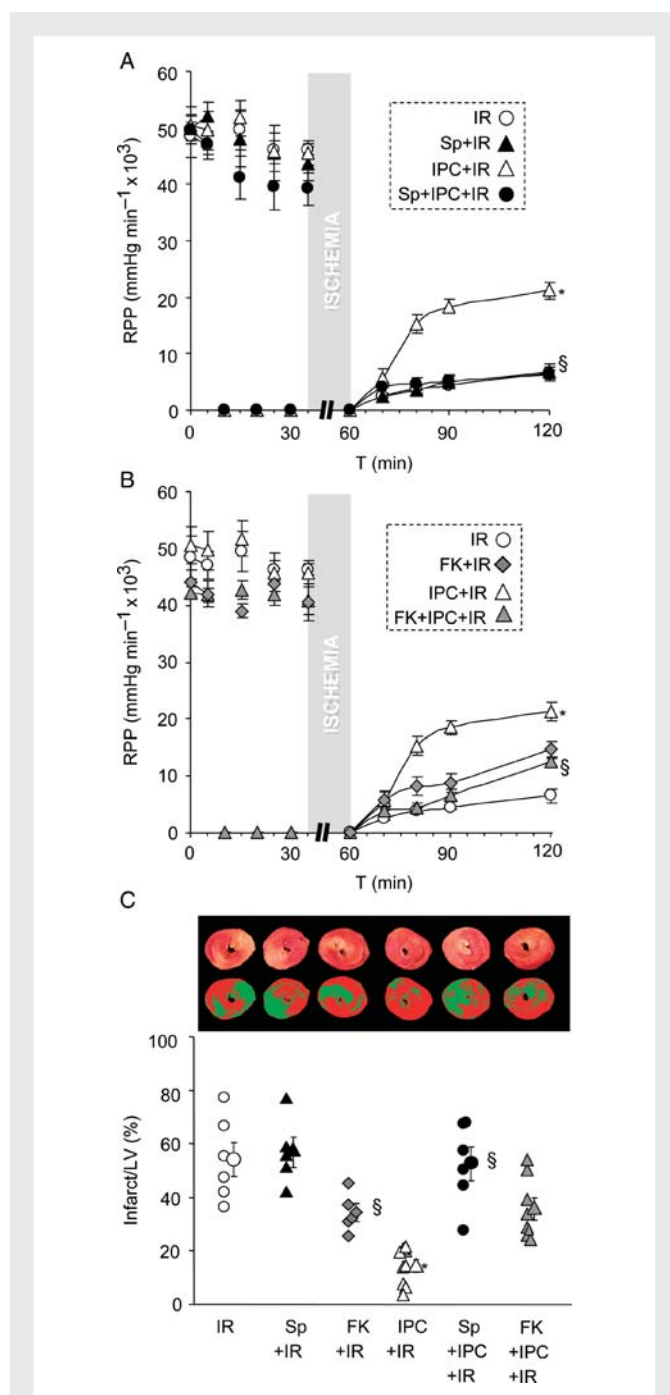 A
60
50
40
30
20
10
0
RPP (mmHg min⁻¹ x 10³)
ISCHEMIA
IR
Sp+IR
IPC+IR
Sp+IPC+IR
*
§
0
30
60
90
120
T (min)
B
60
50
40
30
20
10
0
RPP (mmHg min⁻¹ x 10³)
ISCHEMIA
IR
FK+IR
IPC+IR
FK+IPC+IR
*
§
0
30
60
90
120
T (min)
C
100
80
60
40
20
0
Infarct/LV (%)
§
*
§
IR
Sp
+IR
FK
+IR
IPC
+IR
Sp
+IPC
+IR
FK
+IPC
+IR